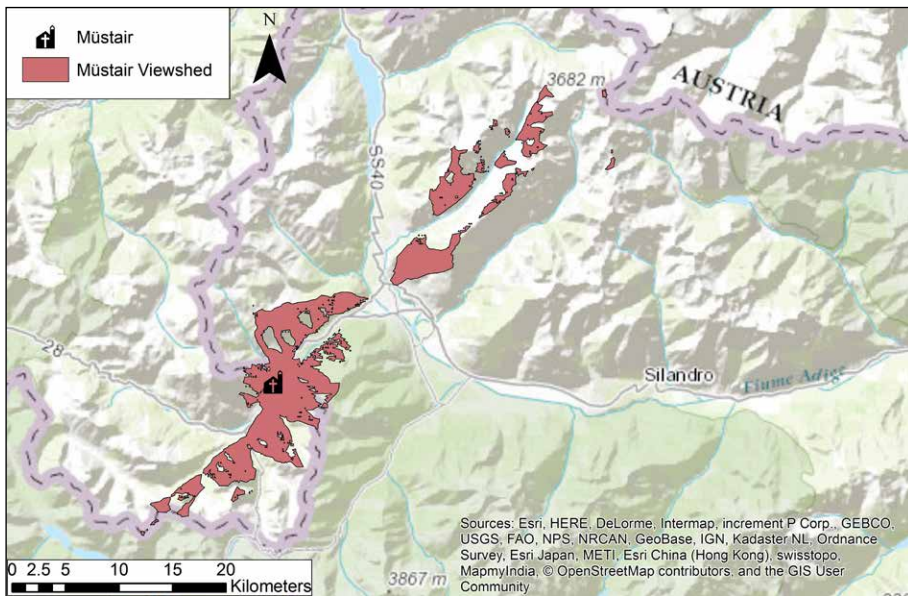 Müstair
Müstair Viewshed
N
3682 m
AUSTRIA
SS40
28
Silandro
Fiume Adige
Sources: Esri, HERE, DeLorme, Intermap, increment P Corp., GEBCO,
USGS, FAO, NPS, NRCAN, GeoBase, IGN, Kadaster NL, Ordnance
Survey, Esri Japan, METI, Esri China (Hong Kong), swisstopo,
MapmyIndia, © OpenStreetMap contributors, and the GIS User
Community
3867 m
0 2.5 5 10 15 20
Kilometers